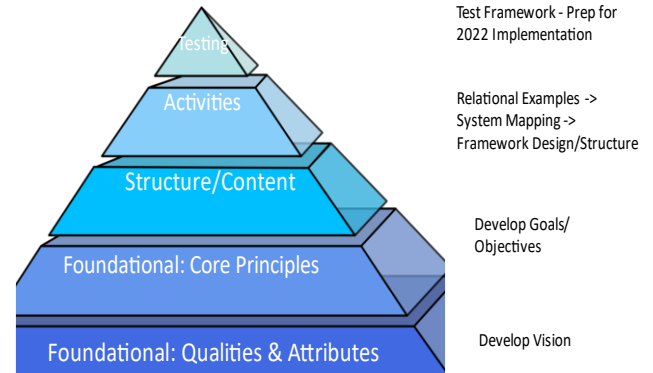 Test Framework - Prep for
2022 Implementation
Testing
Activities
Relational Examples ->
System Mapping ->
Framework Design/Structure
Structure/Content
Develop Goals/
Objectives
Foundational: Core Principles
Develop Vision
Foundational: Qualities & Attributes